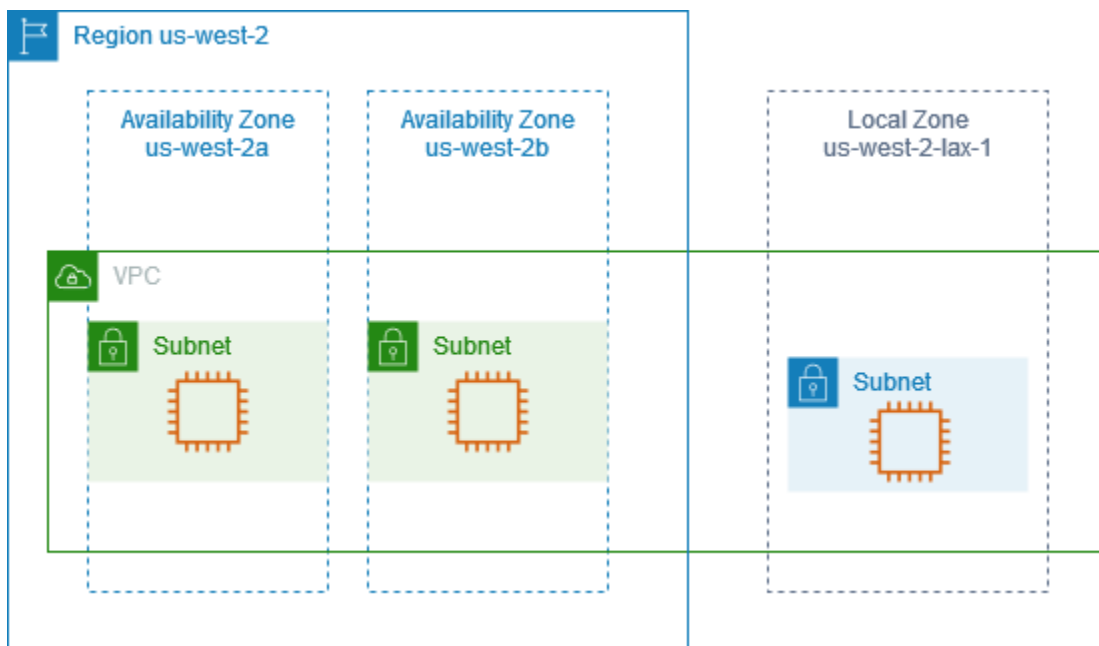 Region us-west-2
Availability Zone
us-west-2a
Availability Zone
us-west-2b
Local Zone
us-west-2-lax-1
VPC
Subnet
Subnet
Subnet